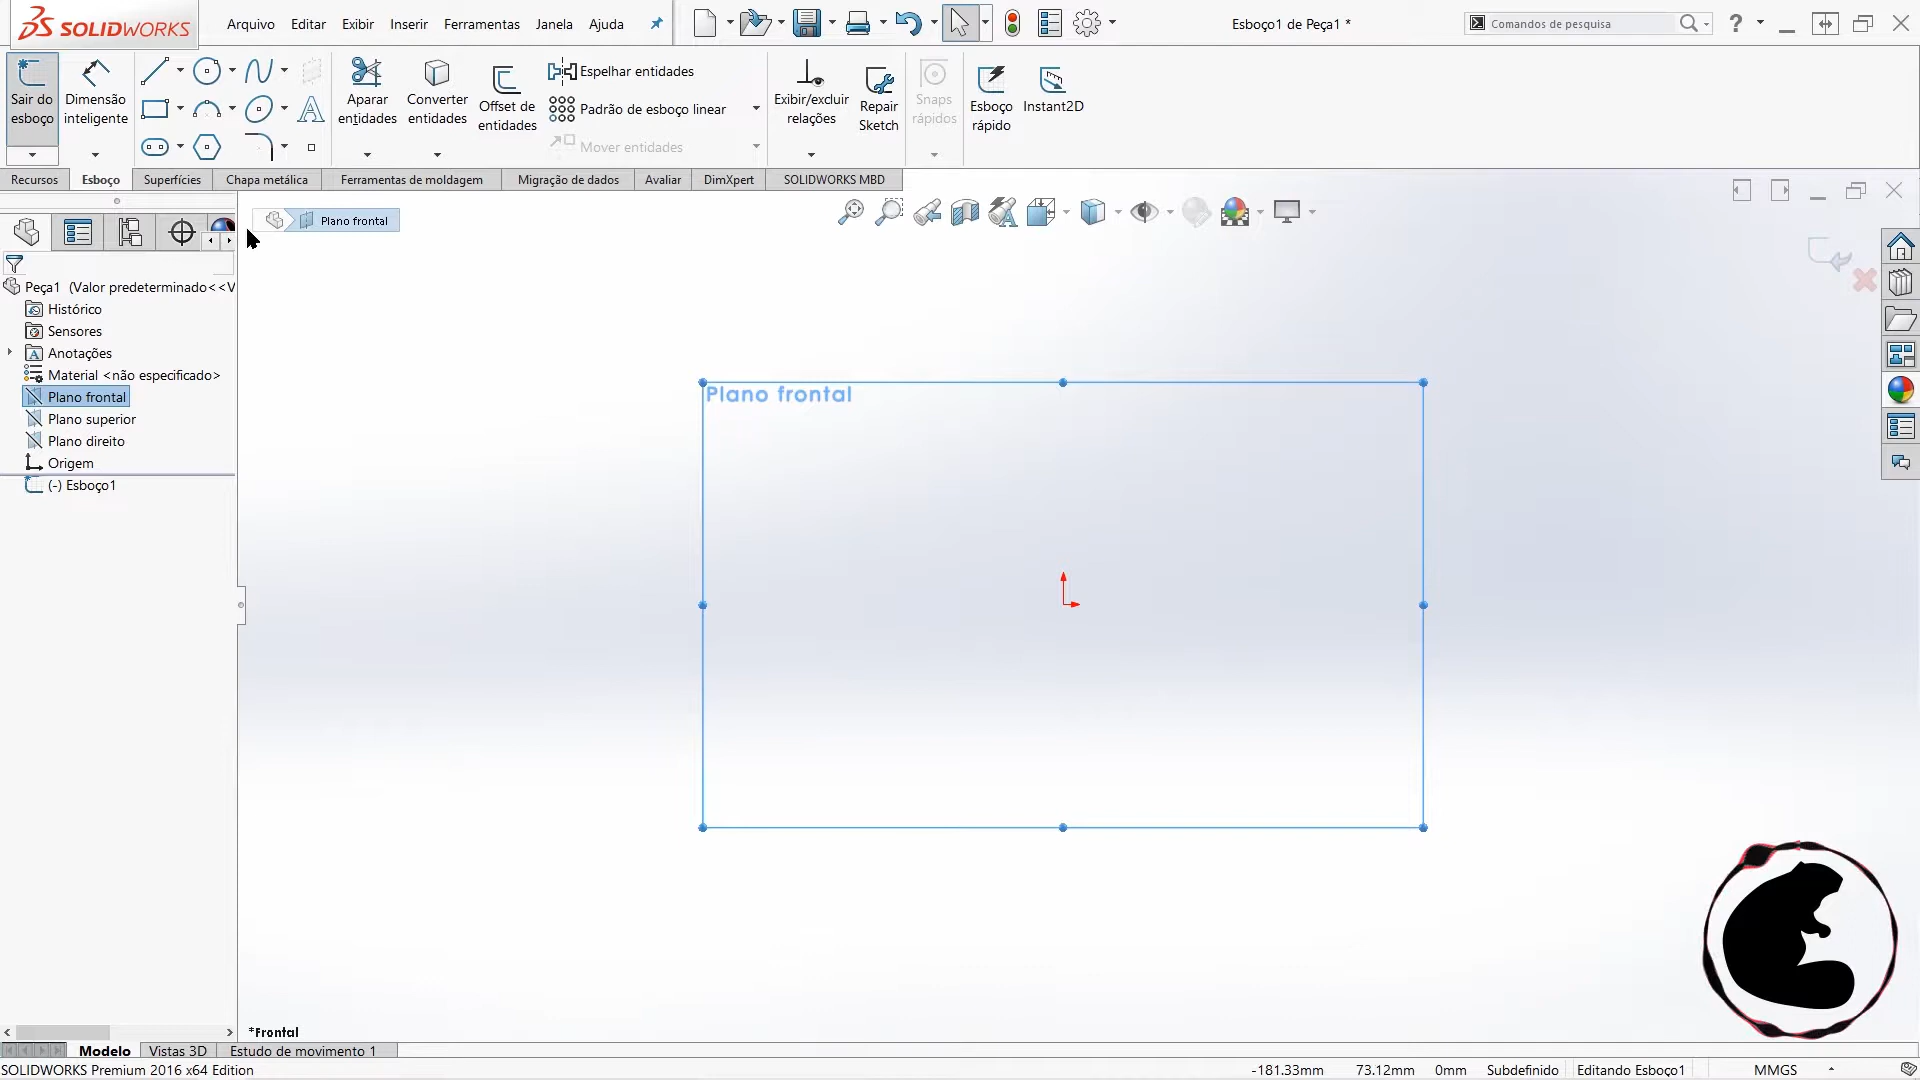 SOLIDWORKS
Arquivo Editar Exibir Inserir Ferramentas Janela Ajuda
Esboço1 de Peça1 *
Comandos de pesquisa
?
Sair do esboço
Dimensão inteligente
Aparar entidades
Converter entidades
Offset de entidades
Espelhar entidades
Padrão de esboço linear
Mover entidades
Exibir/excluir relações
Repair Sketch
Snaps rápidos
Esboço rápido
Instant2D
Recursos Esboço Superfícies Chapa metálica Ferramentas de moldagem Migração de dados Avaliar DimXpert SOLIDWORKS MBD
Plano frontal
Peça1 (Valor predeterminado<<V
Histórico
Sensores
Anotações
Material <não especificado>
Plano frontal
Plano superior
Plano direito
Origem
(-) Esboço1
Plano frontal
*Frontal
Modelo Vistas 3D Estudo de movimento 1
SOLIDWORKS Premium 2016 x64 Edition
-181.33mm 73.12mm 0mm Subdefinido Editando Esboço1 MMGS